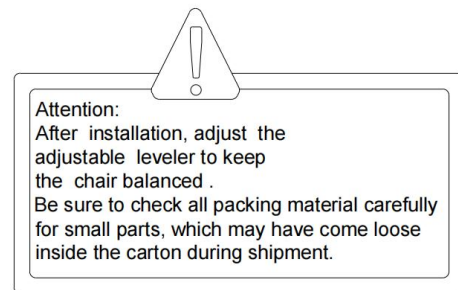 Attention:
After installation, adjust the
adjustable leveler to keep
the chair balanced .
Be sure to check all packing material carefully
for small parts, which may have come loose
inside the carton during shipment.